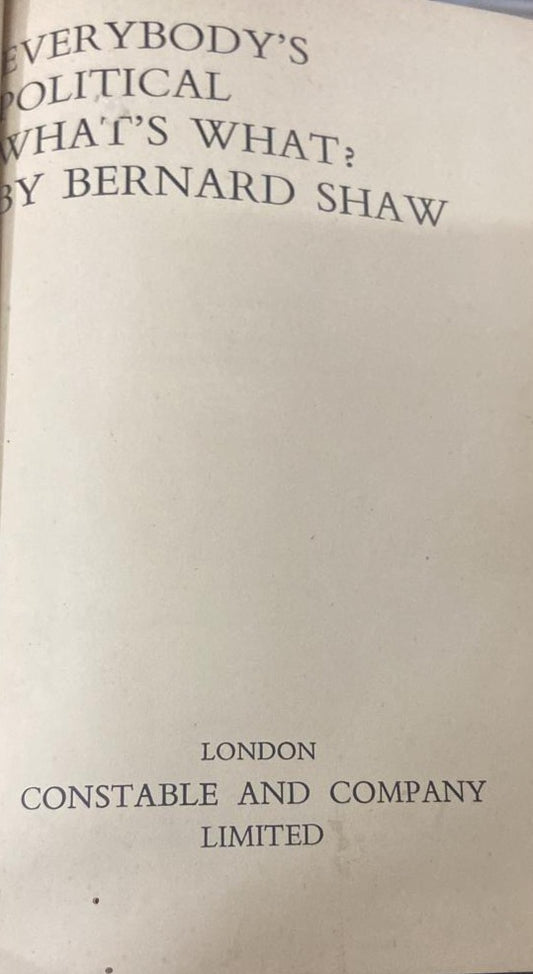 EVERYBODY'S
POLITICAL
WHAT'S WHAT?
BY BERNARD SHAW
LONDON
CONSTABLE AND COMPANY
LIMITED